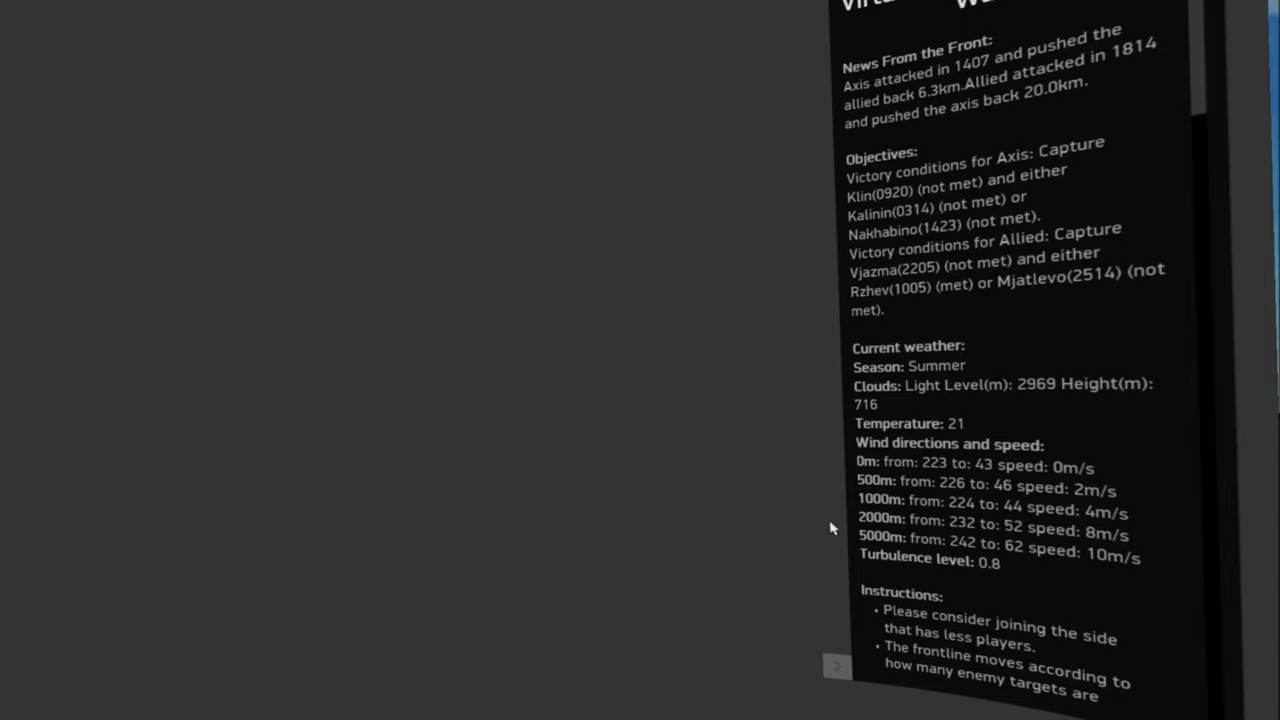 News From the Front:
Axis attacked in 1407 and pushed the
allied back 6.3km.Allied attacked in 1814
and pushed the axis back 20.0km.
Objectives:
Victory conditions for Axis: Capture
Klin(0920) (not met) and either
Kalinin(0314) (not met) or
Nakhabino(1423) (not met).
Victory conditions for Allied: Capture
Vjazma(2205) (not met) and either
Rzhev(1005) (met) or Mjatlevo(2514) (not
met).
Current weather:
Season: Summer
Clouds: Light Level(m): 2969 Height(m):
716
Temperature: 21
Wind directions and speed:
0m: from: 223 to: 43 speed: 0m/s
500m: from: 226 to: 46 speed: 2m/s
1000m: from: 224 to: 44 speed: 4m/s
2000m: from: 232 to: 52 speed: 8m/s
5000m: from: 242 to: 62 speed: 10m/s
Turbulence level: 0.8
Instructions:
• Please consider joining the side
that has less players.
• The frontline moves according to
how many enemy targets are